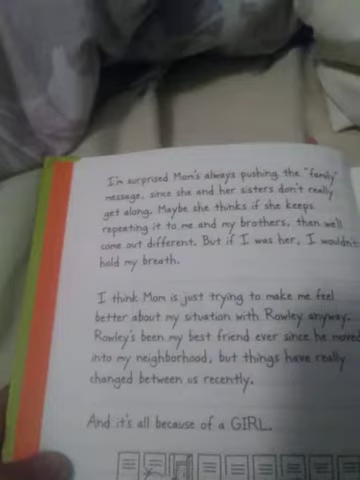 I'm surprised Mom's always pushing the "family"
message, since she and her sisters don't really
get along. Maybe she thinks if she keeps
repeating it to me and my brothers, then we'll
come out different. But if I was her, I wouldn't
hold my breath.
I think Mom is just trying to make me feel
better about my situation with Rowley anyway.
Rowley's been my best friend ever since he moved
into my neighborhood, but things have really
changed between us recently.
And it's all because of a GIRL.